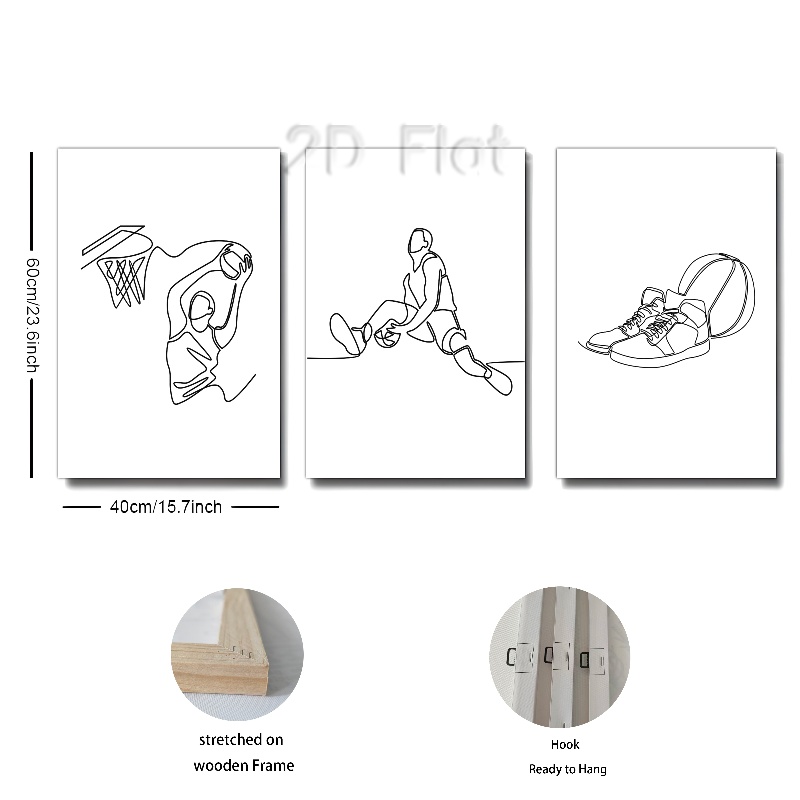 2D Flat
60cm/23.6inch
40cm/15.7inch
stretched on
wooden Frame
Hook
Ready to Hang